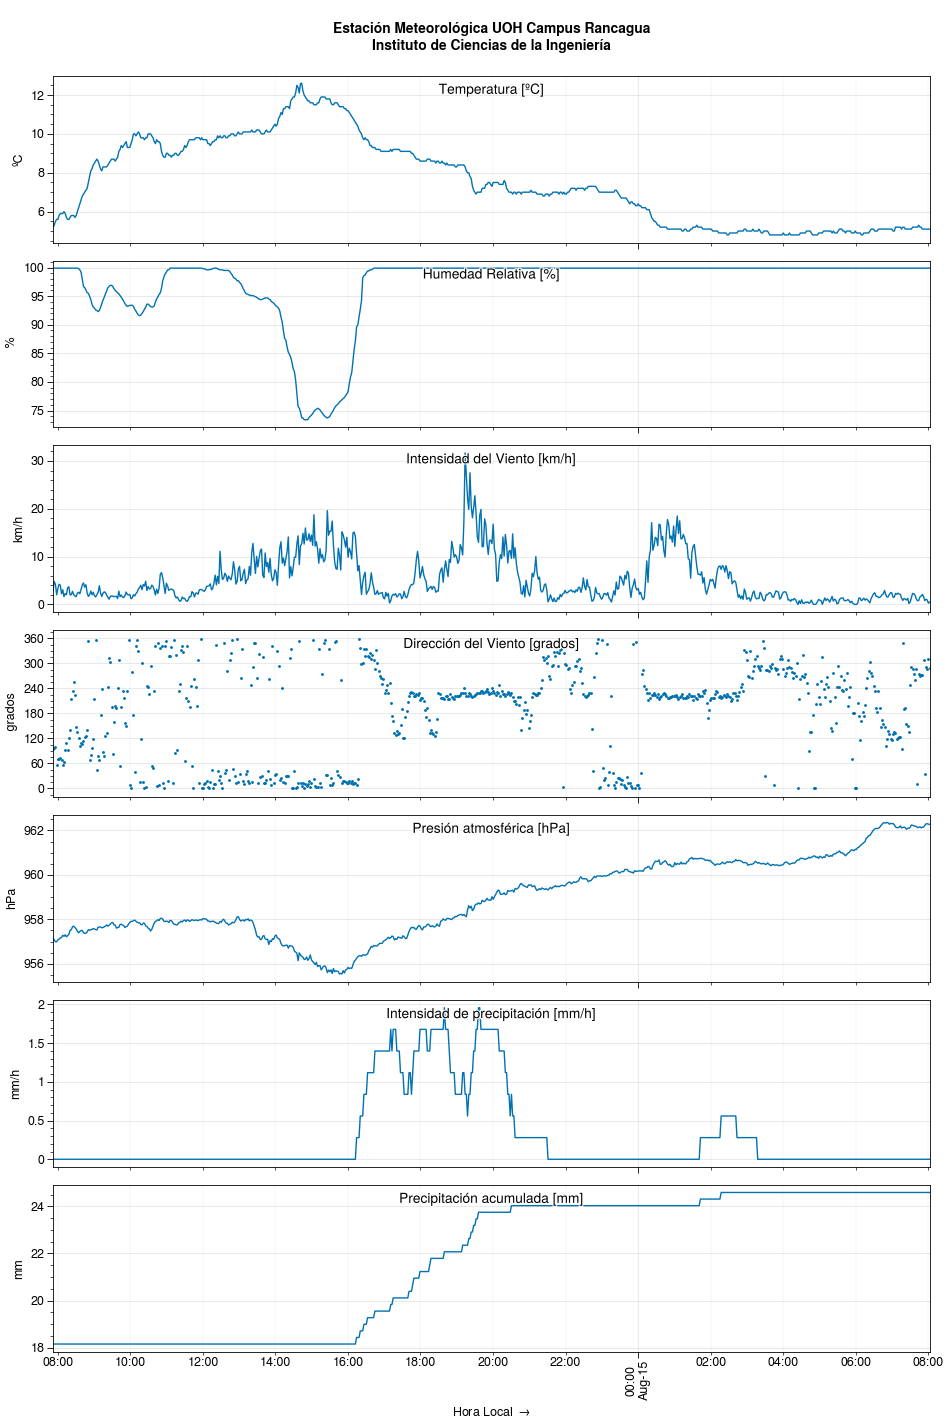 Estación Meteorológica UOH Campus Rancagua
Instituto de Ciencias de la Ingeniería
Temperatura [ºC]
12
10
8
6
ºC
Humedad Relativa [%]
100
95
90
85
80
75
%
Intensidad del Viento [km/h]
30
20
10
0
km/h
Dirección del Viento [grados]
360
300
240
180
120
60
0
grados
Presión atmosférica [hPa]
962
960
958
956
hPa
Intensidad de precipitación [mm/h]
2
1.5
1
0.5
0
mm/h
Precipitación acumulada [mm]
24
22
20
18
mm
08:00 10:00 12:00 14:00 16:00 18:00 20:00 22:00 00:00 02:00 04:00 06:00 08:00
Aug-15
Hora Local →